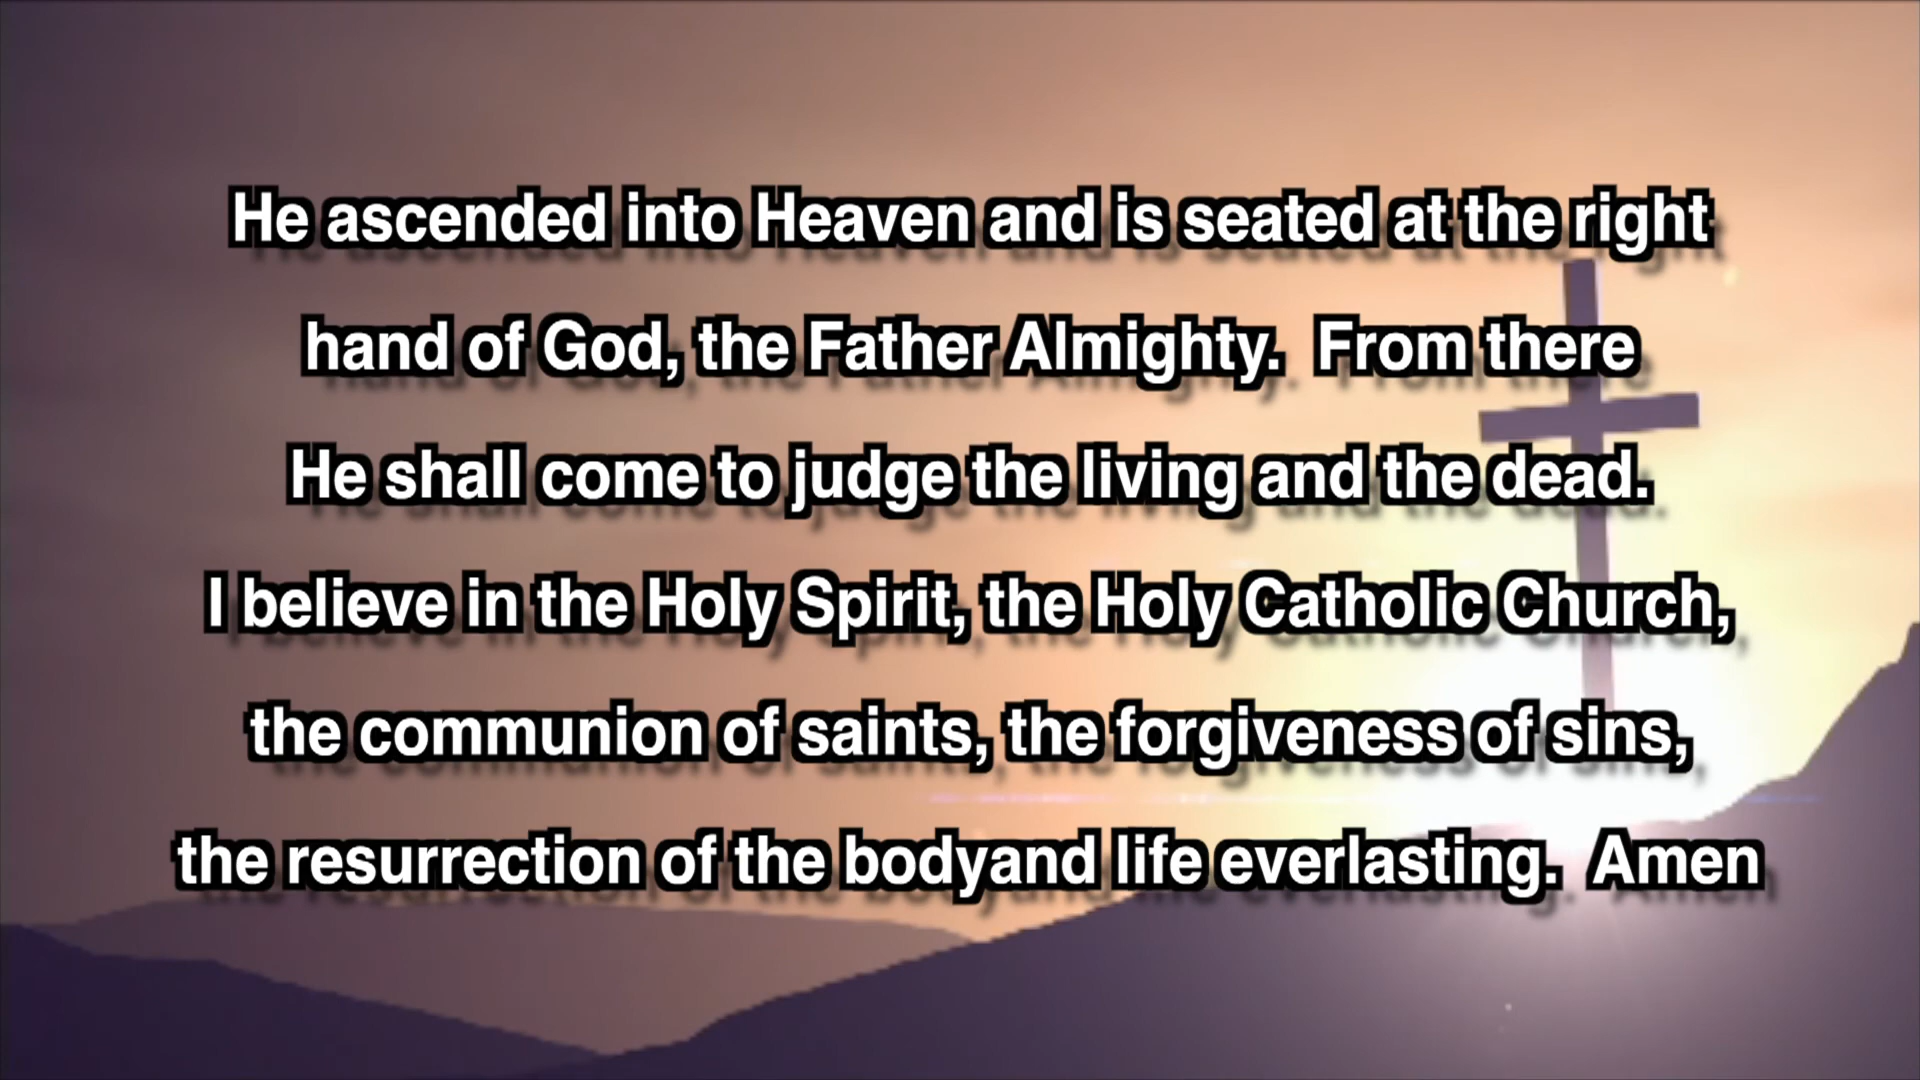 He ascended into Heaven and is seated at the right
hand of God, the Father Almighty.  From there
He shall come to judge the living and the dead.
I believe in the Holy Spirit, the Holy Catholic Church,
the communion of saints, the forgiveness of sins,
the resurrection of the bodyand life everlasting.  Amen